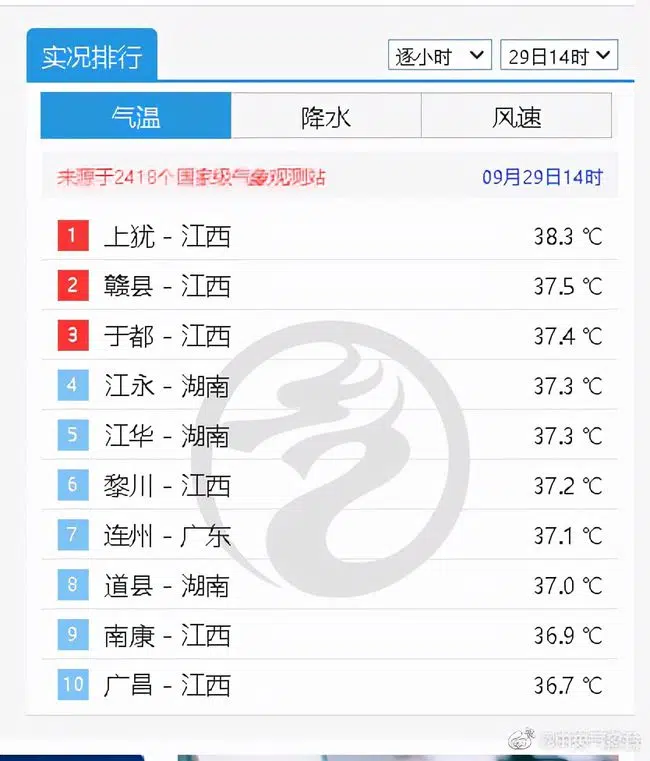 实况排行
逐小时 29日14时
气温 降水 风速
来源于2418个国家级气象观测站 09月29日14时
1 上犹 - 江西 38.3 ℃
2 赣县 - 江西 37.5 ℃
3 于都 - 江西 37.4 ℃
4 江永 - 湖南 37.3 ℃
5 江华 - 湖南 37.3 ℃
6 黎川 - 江西 37.2 ℃
7 连州 - 广东 37.1 ℃
8 道县 - 湖南 37.0 ℃
9 南康 - 江西 36.9 ℃
10 广昌 - 江西 36.7 ℃